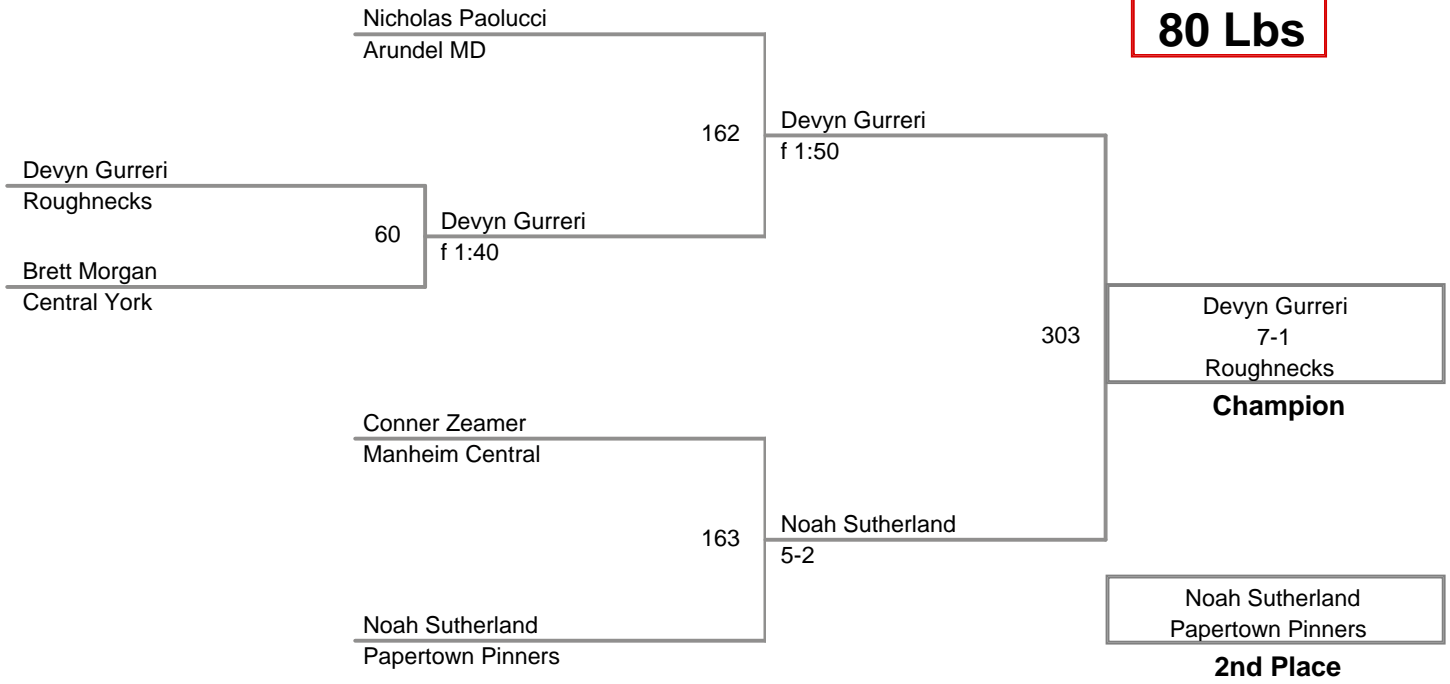 Nicholas Paolucci
Arundel MD
80 Lbs
162
Devyn Gurreri
f 1:50
Devyn Gurreri
Roughnecks
60
Devyn Gurreri
f 1:40
Brett Morgan
Central York
303
Devyn Gurreri
7-1
Roughnecks
Champion
Conner Zeamer
Manheim Central
163
Noah Sutherland
5-2
Noah Sutherland
Papertown Pinners
Noah Sutherland
Papertown Pinners
2nd Place